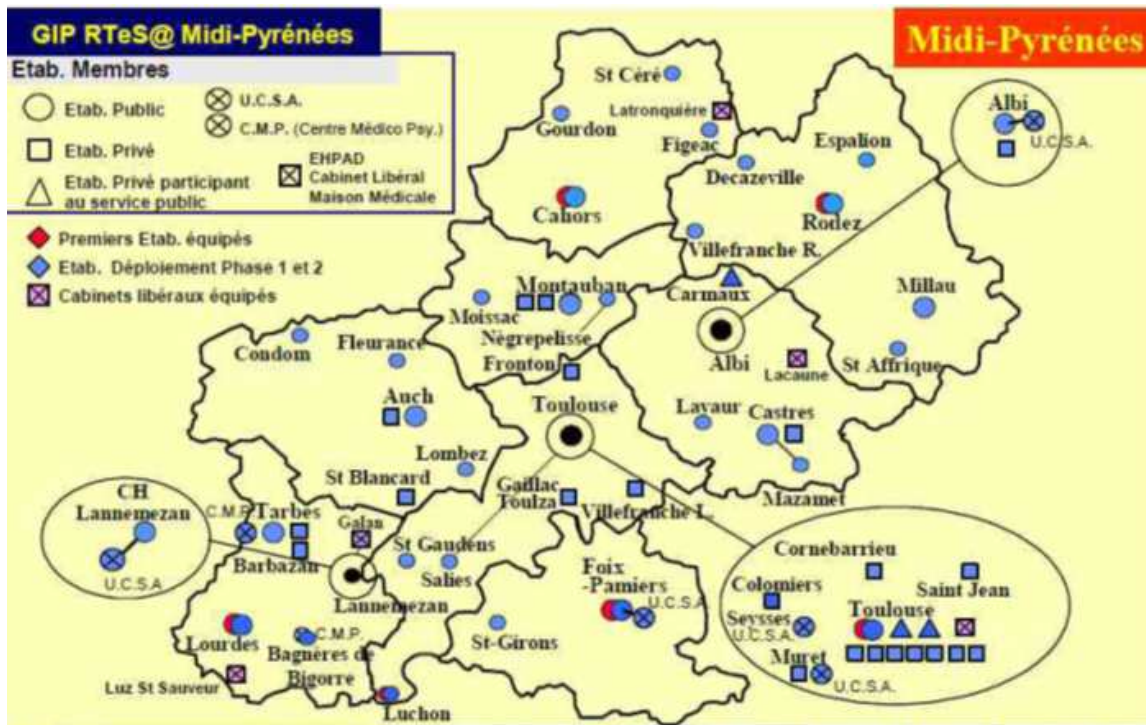 GIP RTeS@ Midi-Pyrénées
Midi-Pyrénées
Etab. Membres
Etab. Public
U.C.S.A.
C.M.P. (Centre Médico Psy.)
Etab. Privé
EHPAD
Cabinet Libéral
Maison Médicale
Etab. Privé participant
au service public
Premiers Etab. équipés
Etab. Déploiement Phase 1 et 2
Cabinets libéraux équipés
St Céré
Latronquière
Gourdon
Figeac
Cahors
Espalion
Decazeville
Rodez
Villefranche R.
Millau
St Affrique
Albi
U.C.S.A.
Montauban
Moissac
Nègrepelisse
Carmaux
Albi
Lacaune
Lavaur
Castres
Mazamet
Condom
Fleurance
Auch
Lombez
St Blancard
Fronton
Toulouse
Gaillac
Toulza
Villefranche L.
CH
Lannemezan
U.C.S.A
C.M.P.
Tarbes
Barbazan
Galan
Lannemezan
St Gaudens
Salies
Lourdes
C.M.P.
Bagnères de
Bigorre
Luz St Sauveur
Luchon
Foix
-Pamiers
U.C.S.A.
St-Girons
Cornebarrieu
Colomiers
Saint Jean
Seysses
U.C.S.A.
Toulouse
Muret
U.C.S.A.